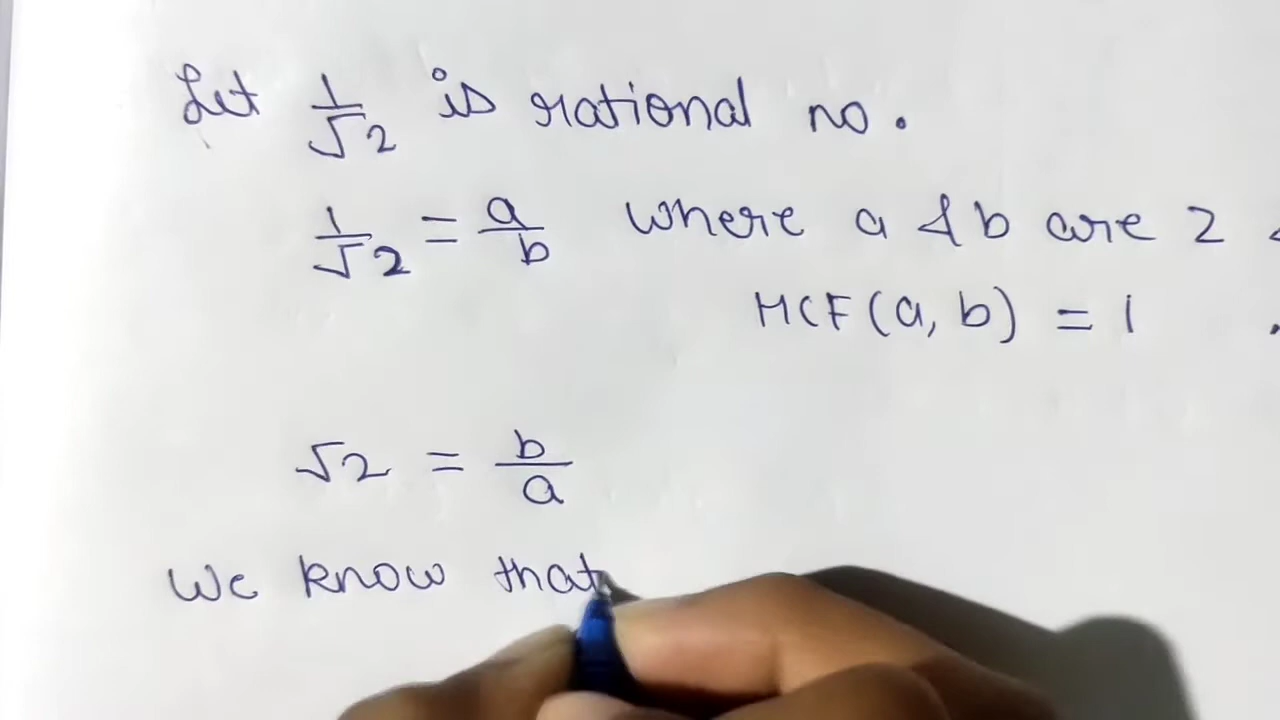 Let 1/√2 is rational no.
1/√2 = a/b where a & b are 2
HCF(a, b) = 1
√2 = b/a
We know that